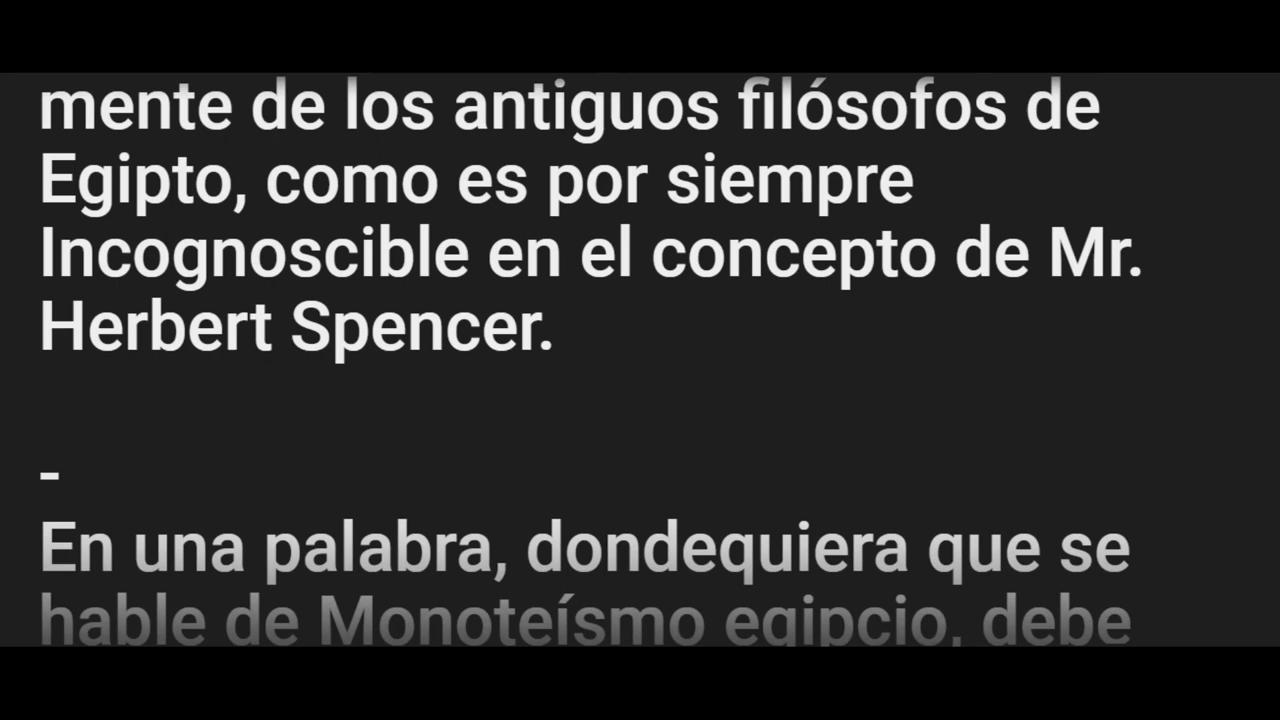 mente de los antiguos filósofos de
Egipto, como es por siempre
Incognoscible en el concepto de Mr.
Herbert Spencer.
-
En una palabra, dondequiera que se
hable de Monoteísmo egipcio, debe